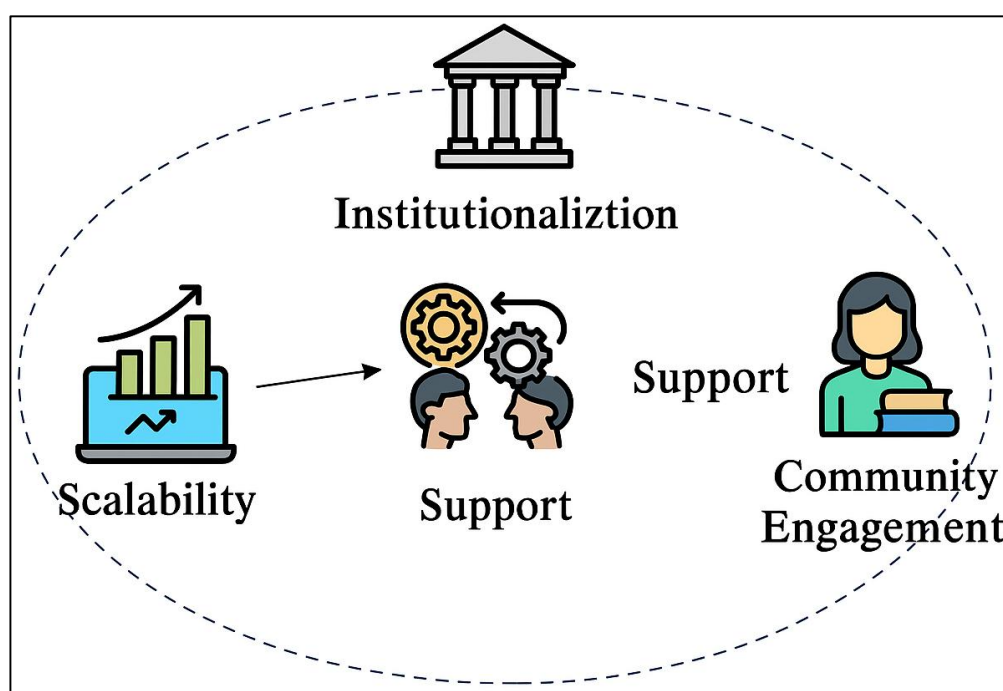 Institutionaliztion
Support
Scalability
Support
Community
Engagement